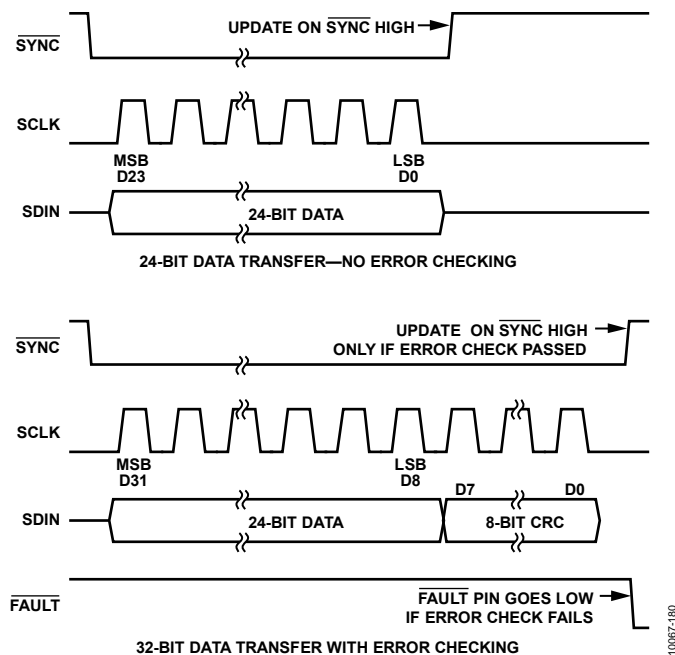 UPDATE ON SYNC HIGH
SYNC
SCLK
MSB
D23
LSB
D0
SDIN
24-BIT DATA
24-BIT DATA TRANSFER—NO ERROR CHECKING
UPDATE ON SYNC HIGH
ONLY IF ERROR CHECK PASSED
SYNC
SCLK
MSB
D31
LSB
D8
D7
D0
SDIN
24-BIT DATA
8-BIT CRC
FAULT
FAULT PIN GOES LOW
IF ERROR CHECK FAILS
32-BIT DATA TRANSFER WITH ERROR CHECKING
10067-180